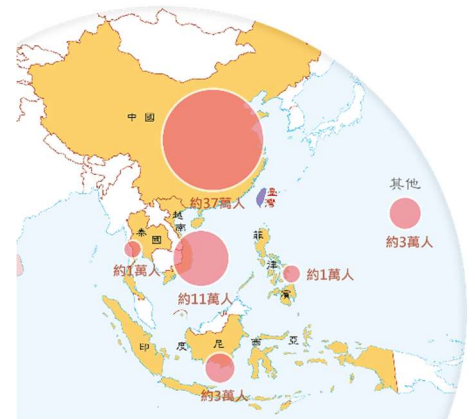 中國
約37萬人
臺灣
其他
約3萬人
越南
泰國
約1萬人
約11萬人
菲津賓
約1萬人
印度尼西亞
約3萬人